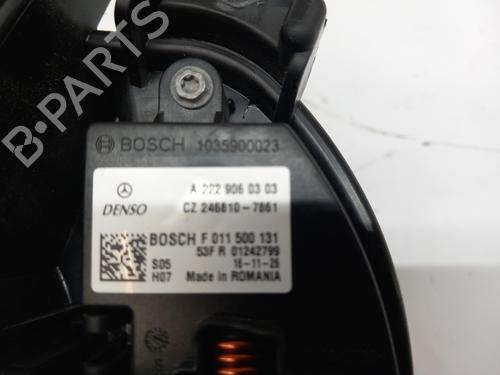 BOSCH 1035900023
A 222 906 03 03
DENSO CZ 246810-7861
BOSCH F 011 500 131
53F R 01242799
S05 16-11-26
H07 Made in ROMANIA
B-PARTS